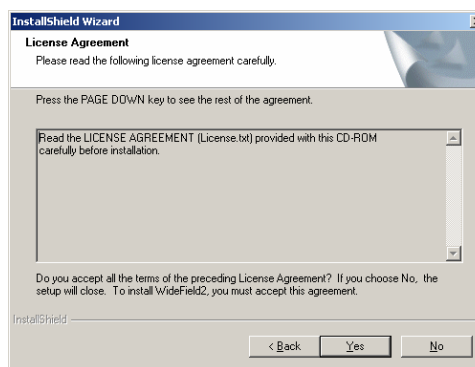 InstallShield Wizard
License Agreement
Please read the following license agreement carefully.
Press the PAGE DOWN key to see the rest of the agreement.
Read the LICENSE AGREEMENT (License.txt) provided with this CD-ROM
carefully before installation.
Do you accept all the terms of the preceding License Agreement? If you choose No, the
setup will close. To install WideField2, you must accept this agreement.
InstallShield
< Back
Yes
No